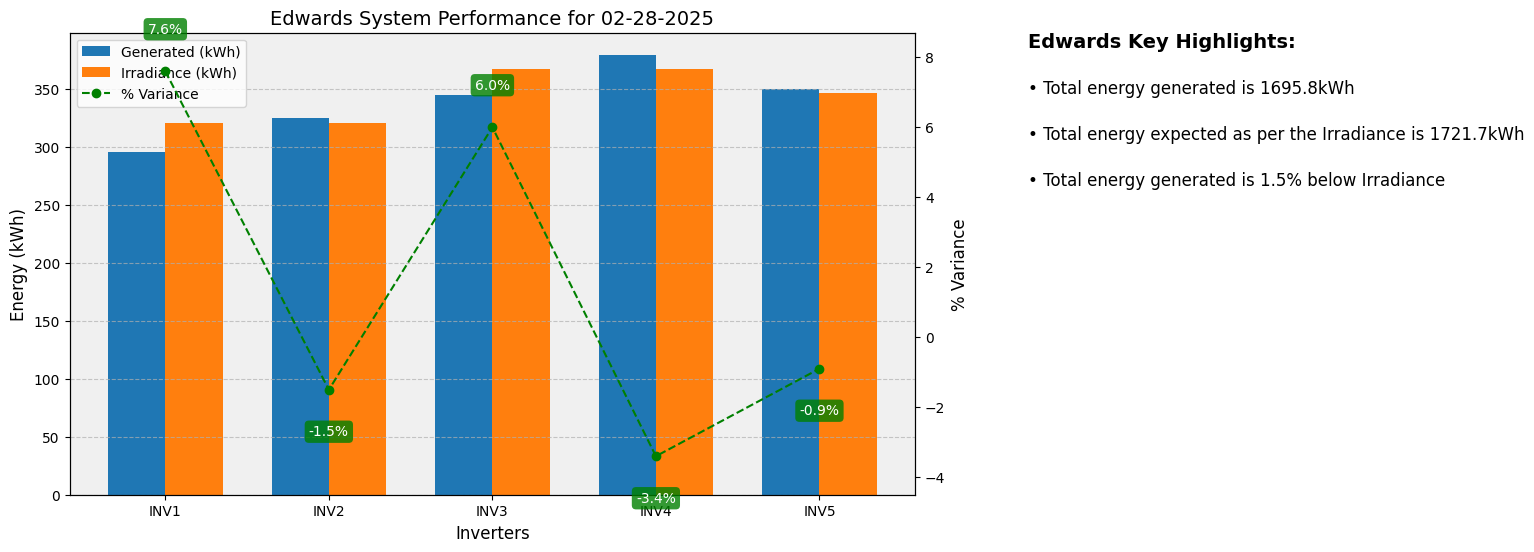 Edwards System Performance for 02-28-2025
7.6%
Generated (kWh)
Irradiance (kWh)
% Variance
6.0%
-1.5%
-3.4%
-0.9%
Energy (kWh)
350
300
250
200
150
100
50
0
8
6
4
2
0
−2
−4
% Variance
INV1
INV2
INV3
INV4
INV5
Inverters
Edwards Key Highlights:
• Total energy generated is 1695.8kWh
• Total energy expected as per the Irradiance is 1721.7kWh
• Total energy generated is 1.5% below Irradiance